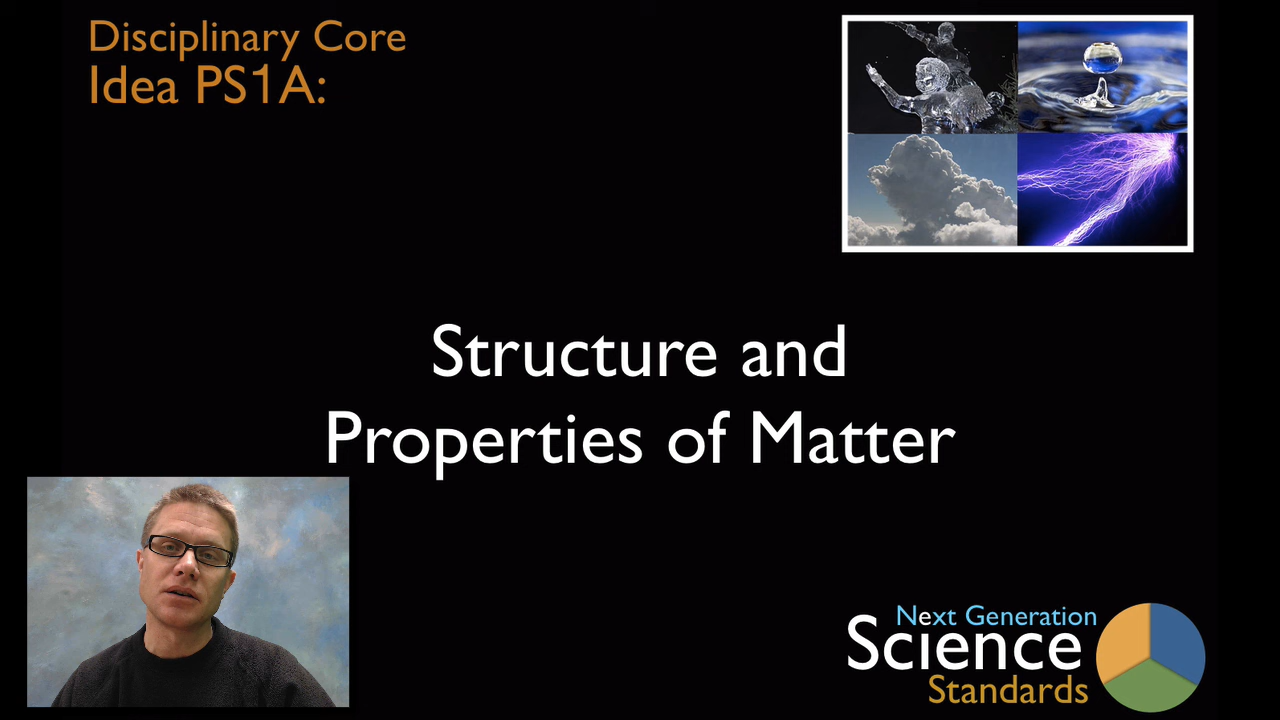 Disciplinary Core
Idea PS1A:
Structure and
Properties of Matter
Next Generation
Science
Standards